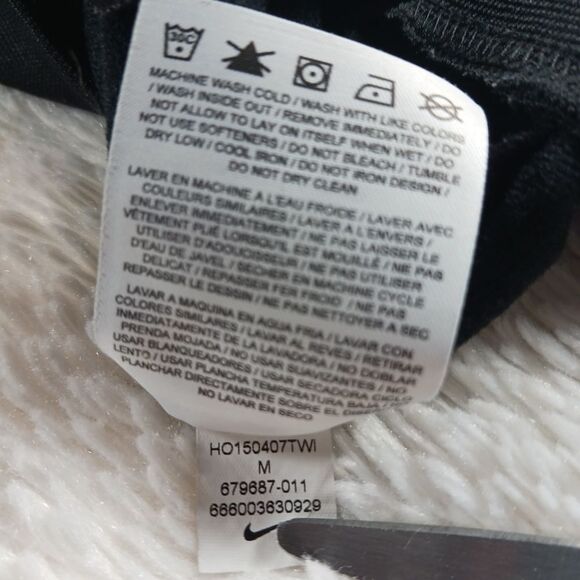 30C
MACHINE WASH COLD / WASH WITH LIKE COLORS
/ WASH INSIDE OUT / REMOVE IMMEDIATELY / DO
NOT ALLOW TO LAY ON ITSELF WHEN WET / DO
NOT USE SOFTENERS / DO NOT BLEACH / TUMBLE
DRY LOW / COOL IRON / DO NOT IRON DESIGN /
DO NOT DRY CLEAN
LAVER EN MACHINE A L'EAU FROIDE / LAVER AVEC
COULEURS SIMILAIRES / LAVER A L'ENVERS /
ENLEVER IMMEDIATEMENT / NE PAS LAISSER LE
VÊTEMENT PLIÉ LORSQU'IL EST MOUILLÉ / NE PAS
UTILISER D'ADOUCISSEUR / NE PAS UTILISER
D'EAU DE JAVEL / SECHER EN MACHINE CYCLE
DELICAT / REPASSER FER FROID / NE PAS
REPASSER LE DESSIN / NE PAS NETTOYER A SEC
LAVAR A MAQUINA EN AGUA FRIA / LAVAR CON
COLORES SIMILARES / LAVAR AL REVES / RETIRAR
INMEDIATAMENTE DE LA LAVADORA / NO DOBLAR
PRENDA MOJADA / NO USAR SUAVIZANTES / NO
USAR BLANQUEADORES / USAR SECADORA CICLO
LENTO / USAR PLANCHA TEMPERATURA BAJA /
PLANCHAR DIRECTAMENTE SOBRE EL
NO LAVAR EN SECO
HO150407TWI
M
679687-011
666003630929